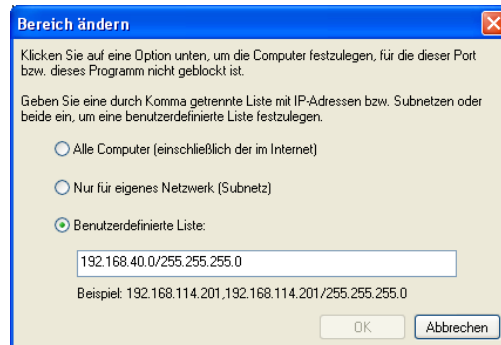 Bereich ändern
Klicken Sie auf eine Option unten, um die Computer festzulegen, für die dieser Port
bzw. dieses Programm nicht geblockt ist.
Geben Sie eine durch Komma getrennte Liste mit IP-Adressen bzw. Subnetzen oder
beide ein, um eine benutzerdefinierte Liste festzulegen.
Alle Computer (einschließlich der im Internet)
Nur für eigenes Netzwerk (Subnetz)
Benutzerdefinierte Liste:
192.168.40.0/255.255.255.0
Beispiel: 192.168.114.201,192.168.114.201/255.255.255.0
OK
Abbrechen